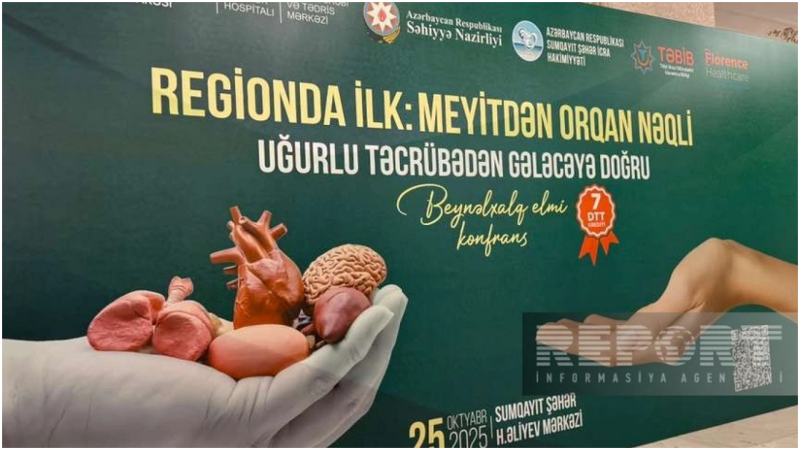 HOSPITALI
VƏ TƏDRİS
MƏRKƏZİ
Azərbaycan Respublikası
Səhiyyə Nazirliyi
AZƏRBAYCAN RESPUBLİKASI
SUMQAYIT ŞƏHƏR İCRA
HAKİMİYYƏTİ
TƏBİB
Florence
Healthcare
REGİONDA İLK: MEYİTDƏN ORQAN NƏQLİ
UĞURLU TƏCRÜBƏDƏN GƏLƏCƏYƏ DOĞRU
Beynəlxalq elmi
konfrans
7
DTT
KREDİTİ
REPORT
İNFORMASİYA AGENTLİYİ
25 OKTYABR
2025
SUMQAYIT ŞƏHƏR
H.ƏLİYEV MƏRKƏZİ